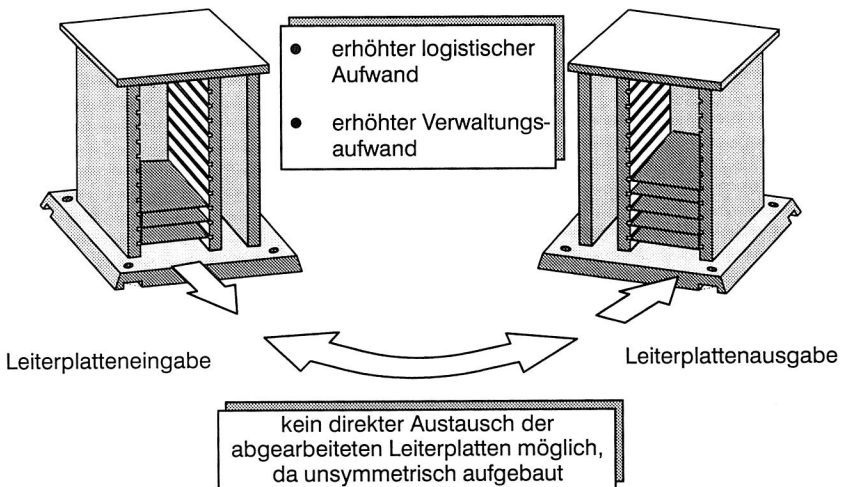 • erhöhter logistischer
Aufwand
• erhöhter Verwaltungs-
aufwand
Leiterplatteneingabe
Leiterplattenausgabe
kein direkter Austausch der
abgearbeiteten Leiterplatten möglich,
da unsymmetrisch aufgebaut